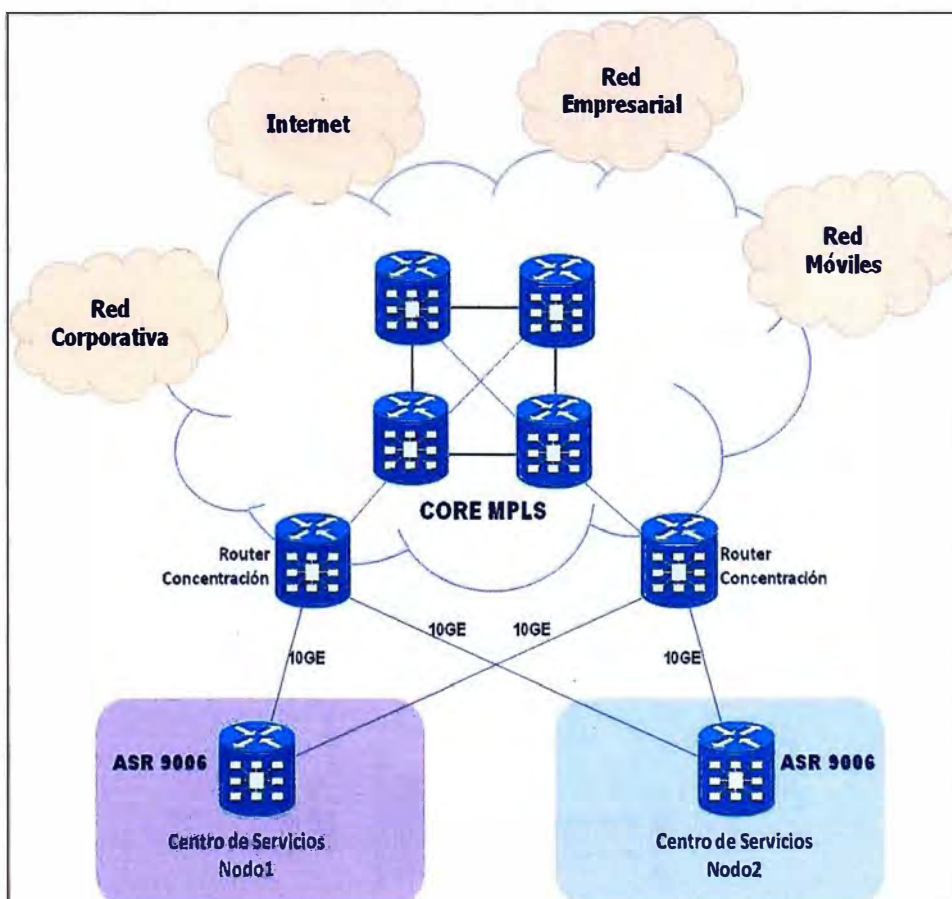 Red
Empresarial
Internet
Red
Móviles
Red
Corporativa
CORE MPLS
Router
Concentración
Router
Concentración
10GE
10GE
10GE
10GE
ASR 9006
ASR 9006
Centro de Servicios
Nodo1
Centro de Servicios
Nodo2